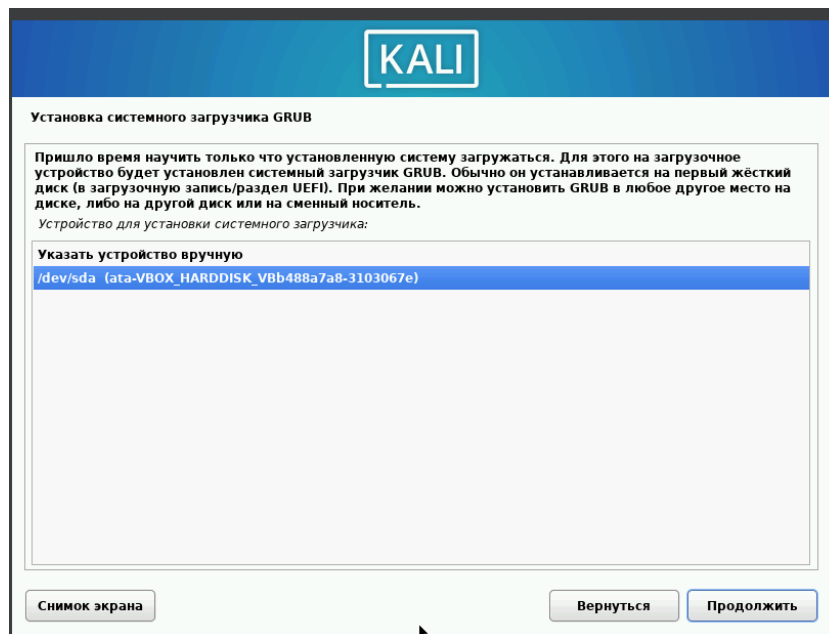 KALI
Установка системного загрузчика GRUB
Пришло время научить только что установленную систему загружаться. Для этого на загрузочное
устройство будет установлен системный загрузчик GRUB. Обычно он устанавливается на первый жёсткий
диск (в загрузочную запись/раздел UEFI). При желании можно установить GRUB в любое другое место на
диске, либо на другой диск или на сменный носитель.
Устройство для установки системного загрузчика:
Указать устройство вручную
/dev/sda (ata-VBOX_HARDDISK_VBb488a7a8-3103067e)
Снимок экрана
Вернуться
Продолжить